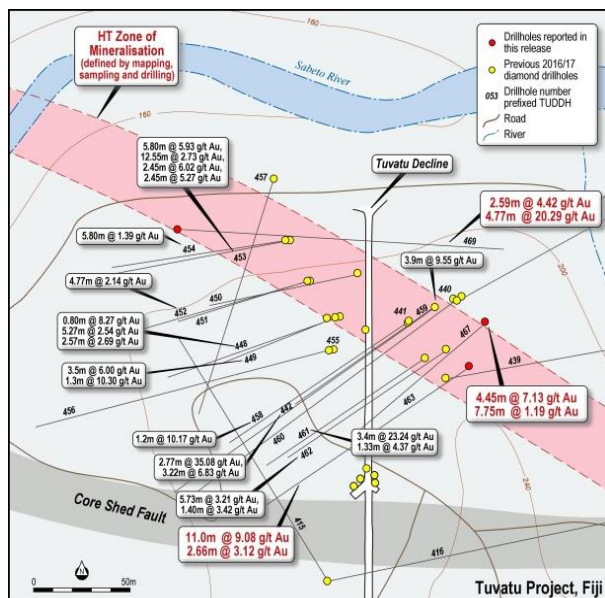 HT Zone of
Mineralisation
(defined by mapping,
sampling and drilling)
Sabeto River
160
160
Drillholes reported in
this release
Previous 2016/17
diamond drillholes
053
Drillhole number
prefixed TUDDH
Road
River
5.80m @ 5.93 g/t Au,
12.55m @ 2.73 g/t Au,
2.45m @ 6.02 g/t Au,
2.45m @ 5.27 g/t Au
457
Tuvatu Decline
2.59m @ 4.42 g/t Au
4.77m @ 20.29 g/t Au
5.80m @ 1.39 g/t Au
454
453
469
3.9m @ 9.55 g/t Au
200
4.77m @ 2.14 g/t Au
452
450
451
441
459
440
467
0.80m @ 8.27 g/t Au
5.27m @ 2.54 g/t Au
2.57m @ 2.69 g/t Au
448
449
455
439
3.5m @ 6.00 g/t Au
1.3m @ 10.30 g/t Au
463
4.45m @ 7.13 g/t Au
7.75m @ 1.19 g/t Au
456
458
442
460
461
462
1.2m @ 10.17 g/t Au
3.4m @ 23.24 g/t Au
1.33m @ 4.37 g/t Au
2.77m @ 35.08 g/t Au,
3.22m @ 6.83 g/t Au
5.73m @ 3.21 g/t Au,
1.40m @ 3.42 g/t Au
240
Core Shed Fault
11.0m @ 9.08 g/t Au
2.66m @ 3.12 g/t Au
415
416
N
0
50m
Tuvatu Project, Fiji